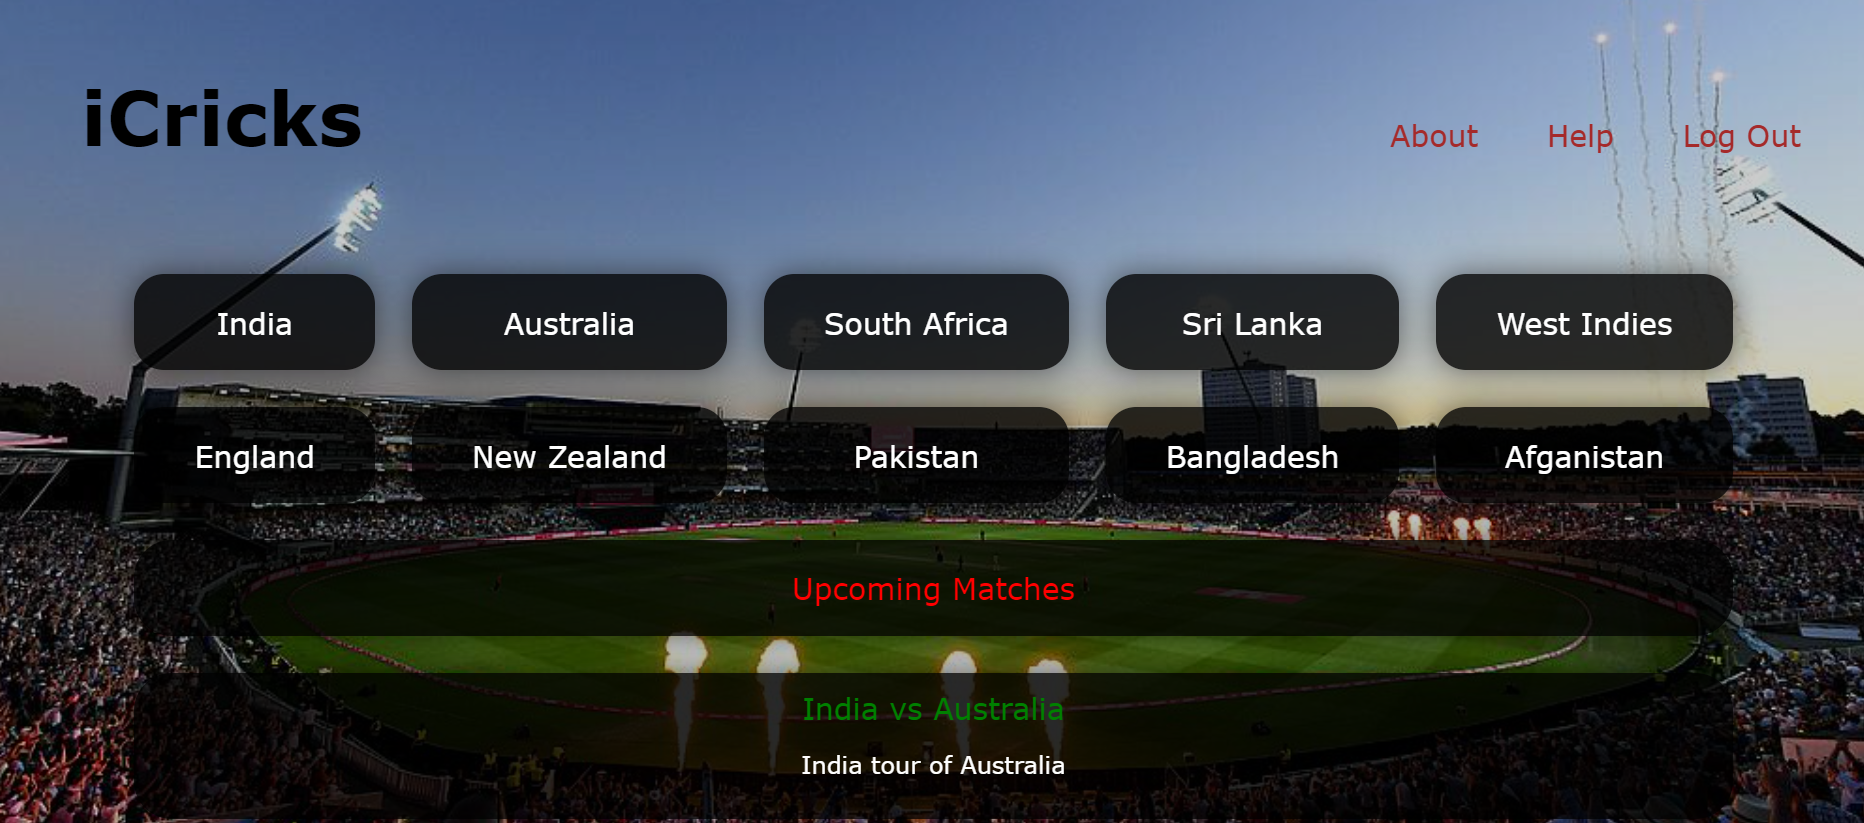 iCricks
About Help Log Out
India Australia South Africa Sri Lanka West Indies
England New Zealand Pakistan Bangladesh Afganistan
Upcoming Matches
India vs Australia
India tour of Australia